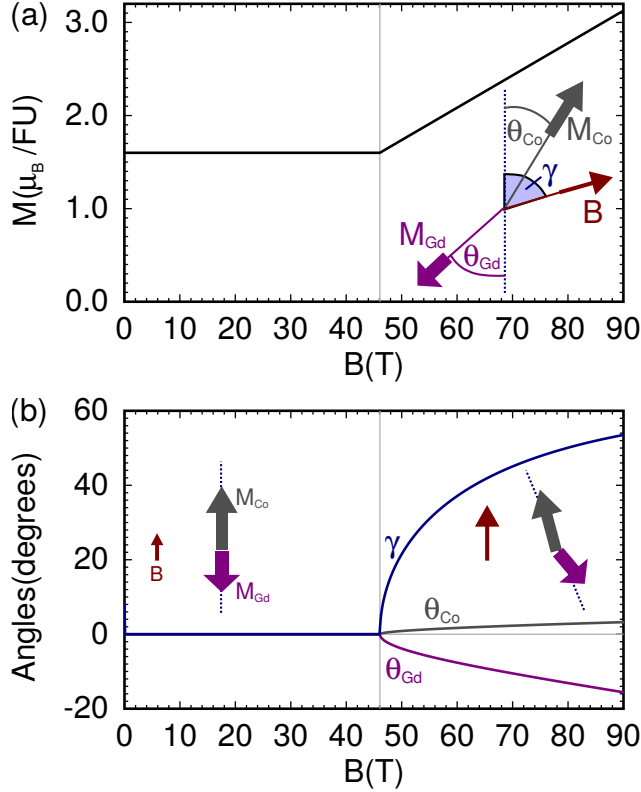 (a)
M(μB/FU)
3.0
2.0
1.0
0.0
θCo
MCo
γ
B
MGd
θGd
0 10 20 30 40 50 60 70 80 90
B(T)
(b)
Angles(degrees)
60
40
20
0
-20
MCo
B
MGd
γ
θCo
θGd
0 10 20 30 40 50 60 70 80 90
B(T)